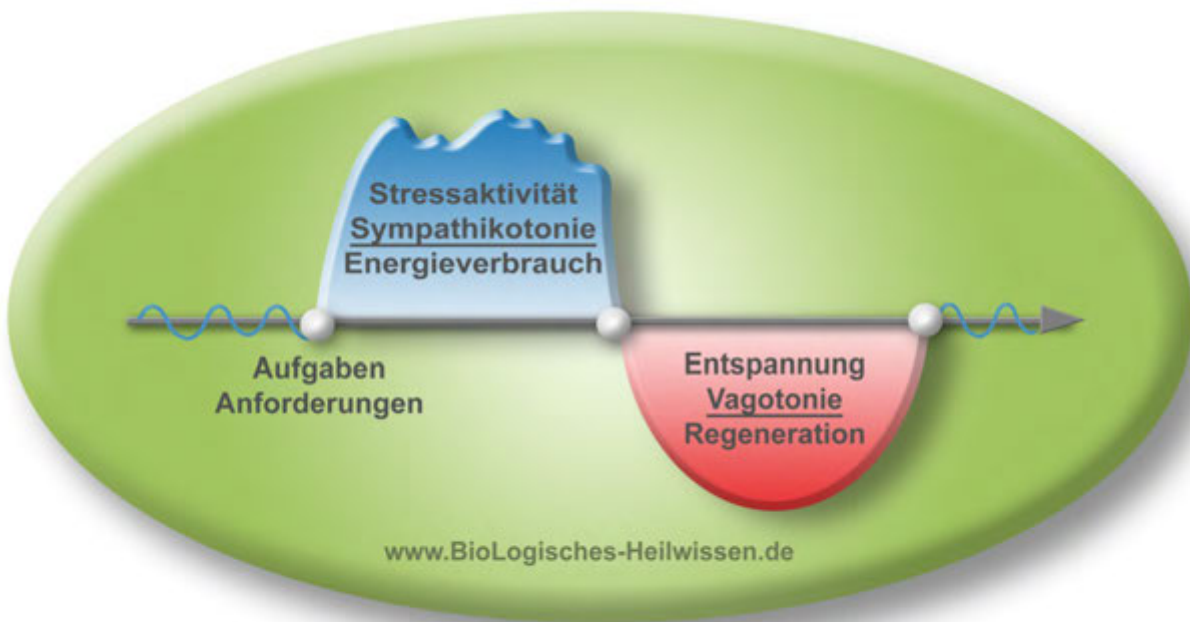 Stressaktivität
Sympathikotonie
Energieverbrauch
Aufgaben
Anforderungen
Entspannung
Vagotonie
Regeneration
www.BioLogisches-Heilwissen.de